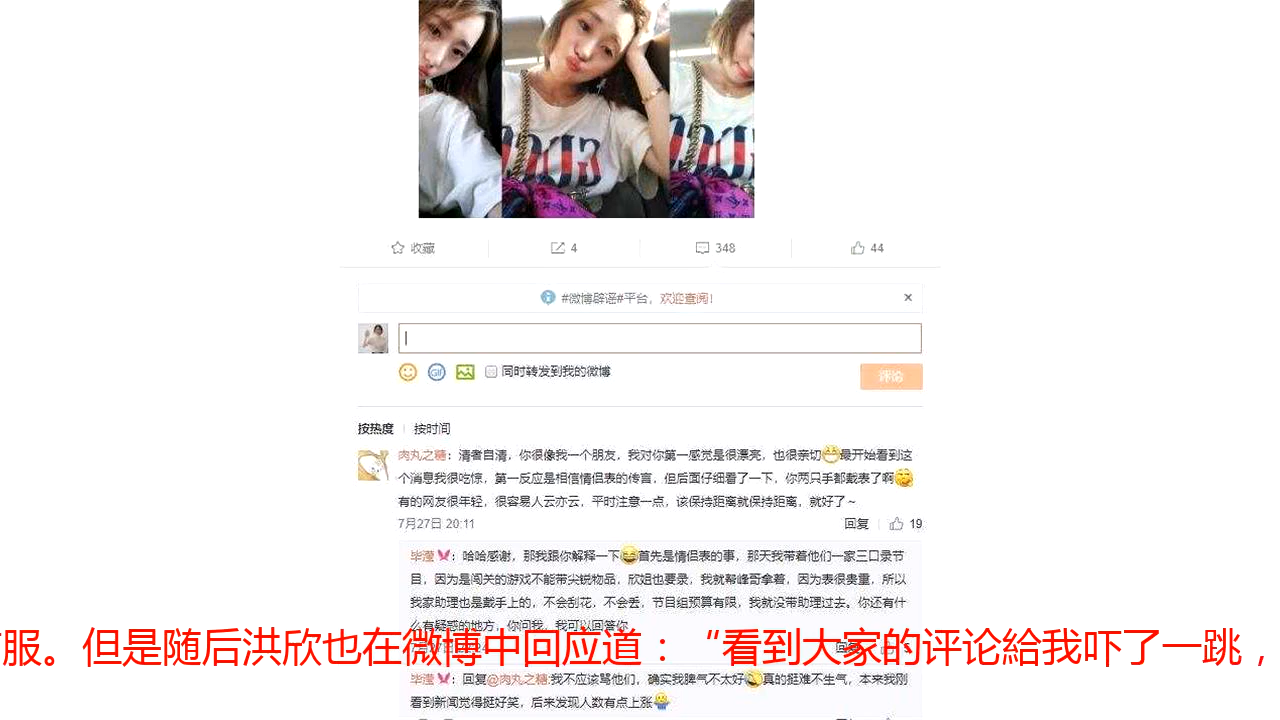 GUCCI
收藏
4
348
44
#微博辟谣#平台，欢迎查阅!
×
GIF
同时转发到我的微博
评论
按热度
按时间
肉丸之糖：清者自清，你很像我一个朋友，我对你第一感觉是很漂亮，也很亲切最开始看到这
个消息我很吃惊，第一反应是相信情侣表的传言，但后面仔细看了一下，你两只手都戴表了啊
有的网友很年轻，很容易人云亦云，平时注意一点，该保持距离就保持距离，就好了~
7月27日 20:11
回复
19
毕滢：哈哈感谢，那我跟你解释一下首先是情侣表的事，那天我带着他们一家三口录节
目，因为是闯关的游戏不能带尖锐物品，欣姐也要录，我就帮峰哥拿着，因为表很贵重，所以
我家助理也是戴手上的，不会刮花，不会丢，节目组预算有限，我就没带助理过去。你还有什
么有疑惑的地方，你问我，我可以回答你
服。但是随后洪欣也在微博中回应道：“看到大家的评论給我吓了一跳，
回复
毕滢：回复@肉丸之糖:我不应该骂他们，确实我脾气不太好真的挺难不生气，本来我刚
看到新闻觉得挺好笑，后来发现人数有点上涨